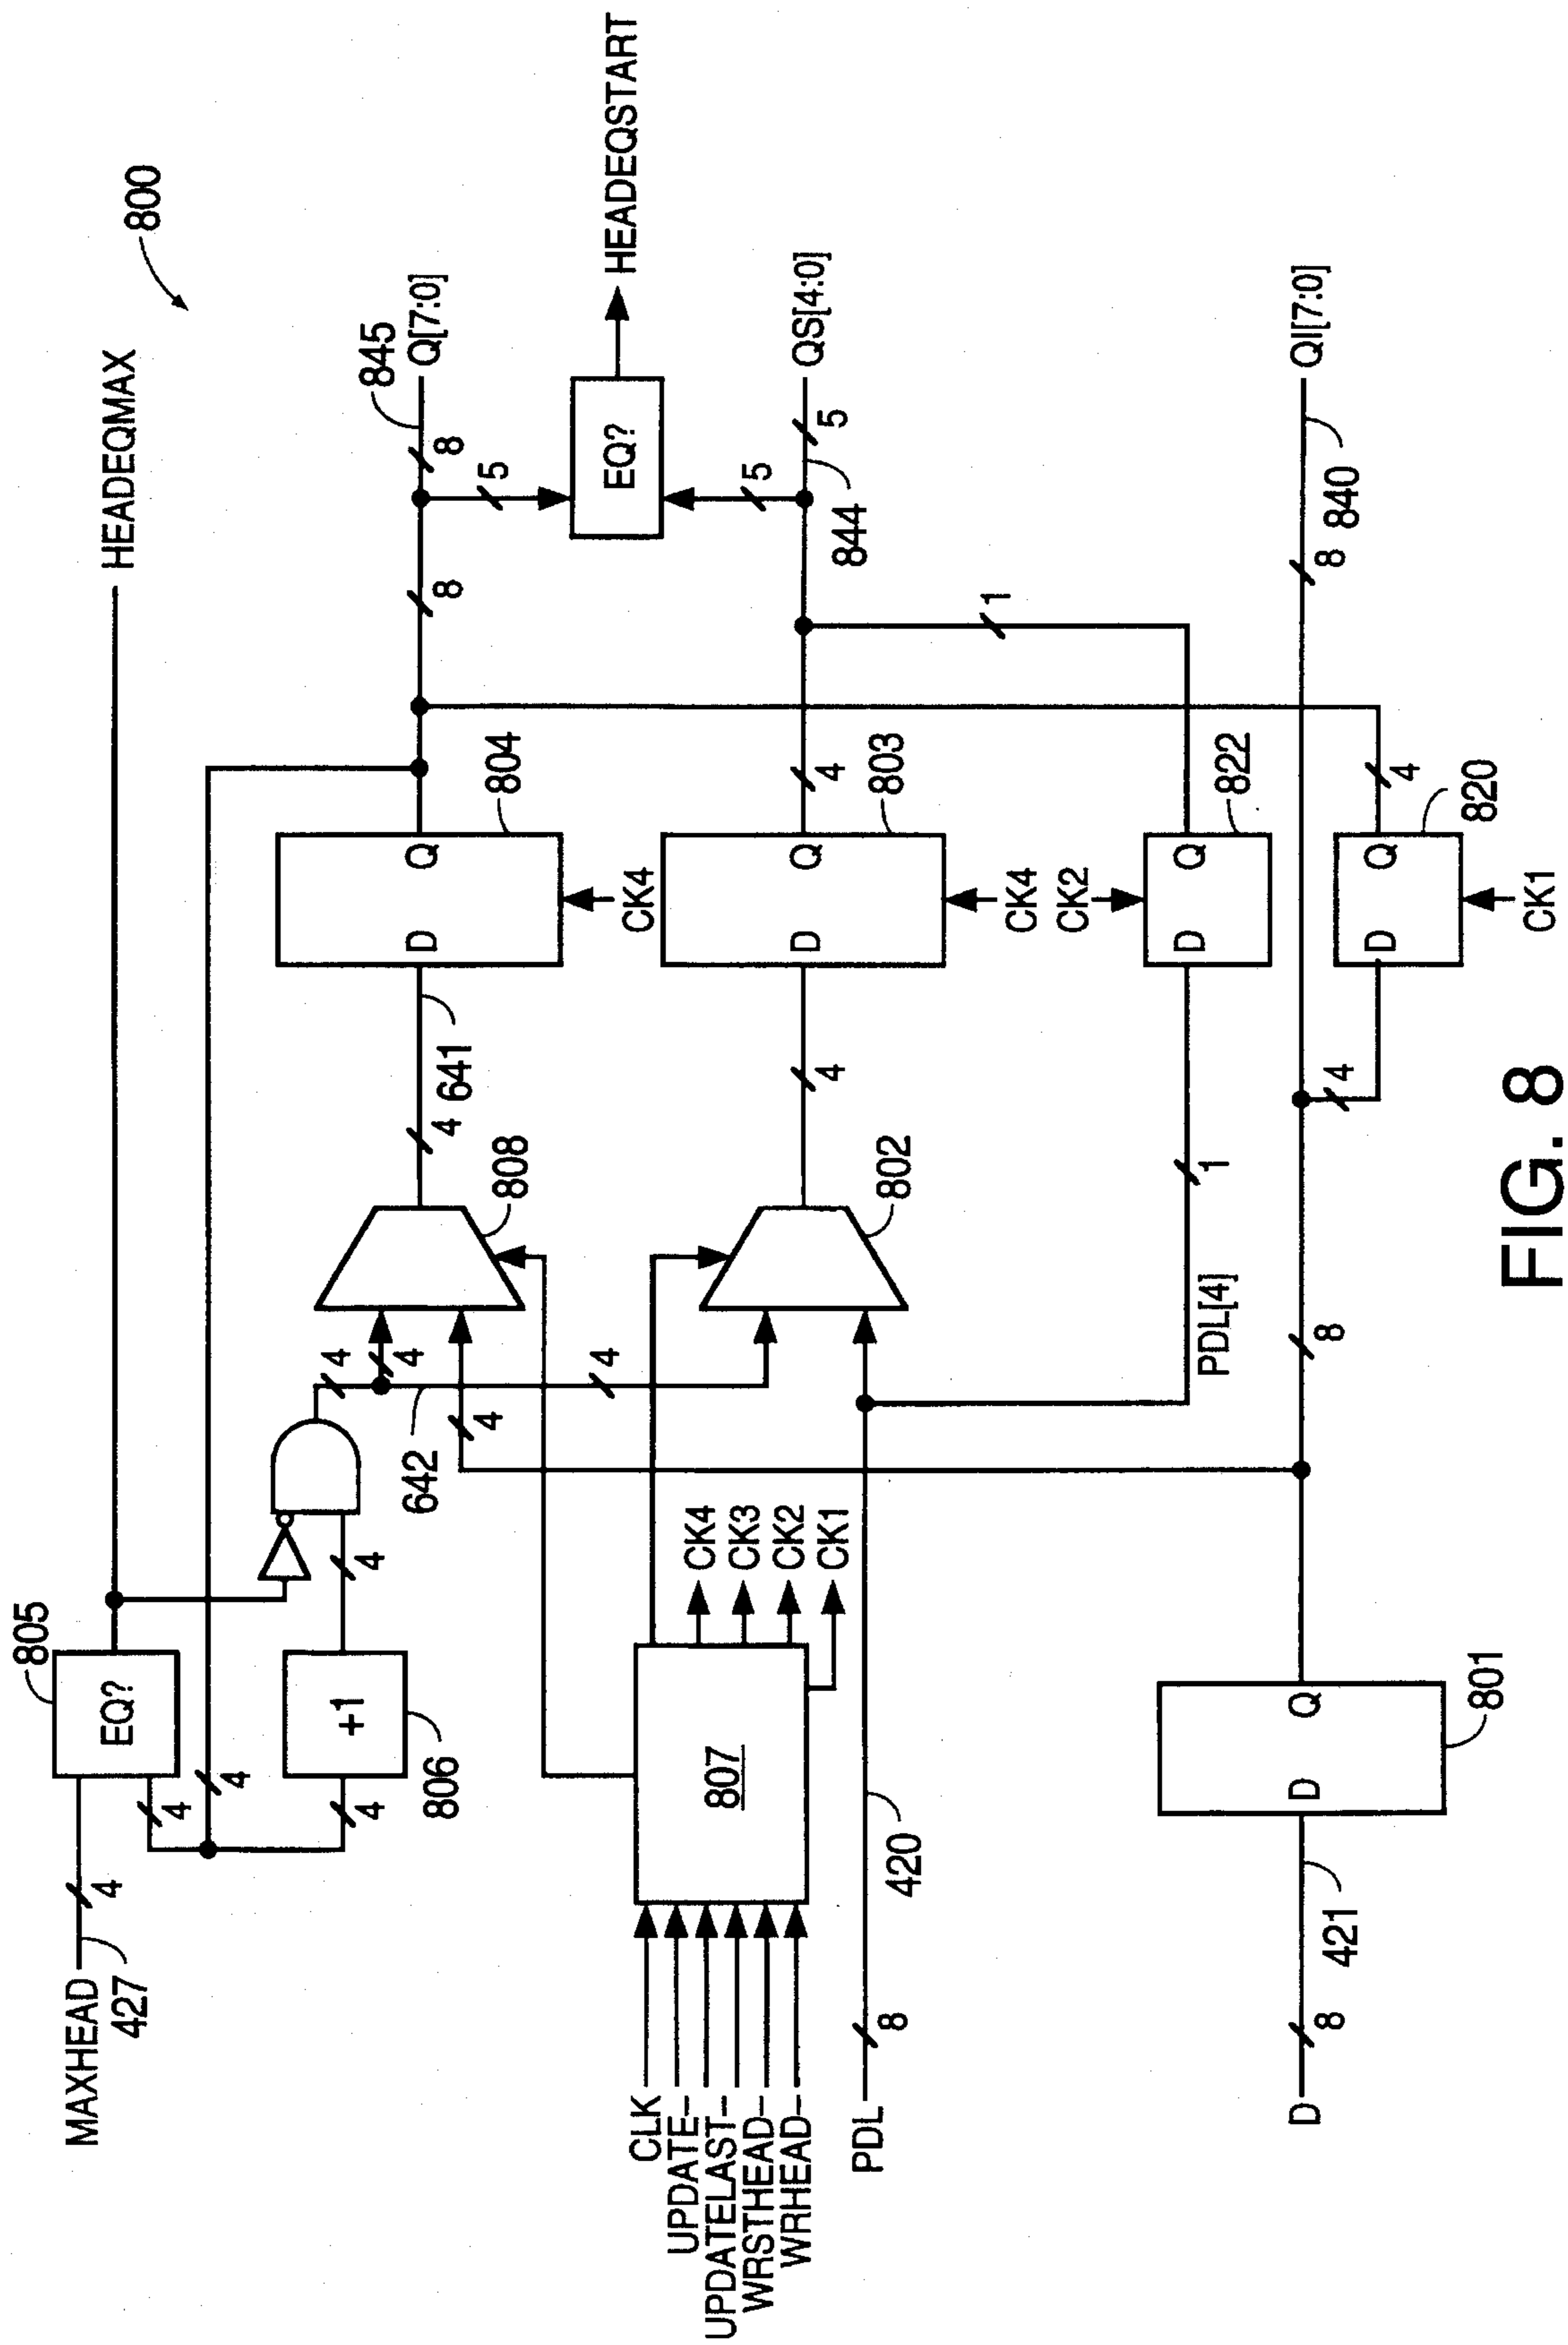 800
HEADEQMAX
805
EQ?
MAXHEAD
427
4
4
4
+1
806
4
4
4
4
642
4
4
808
4
641
804
D
Q
CK4
8
845
8
Q[7:0]
5
EQ?
HEADEQSTART
5
CLK
UPDATE-
UPDATELAST-
WRSTHEAD-
WRHEAD-
807
CK4
CK3
CK2
CK1
802
4
803
D
Q
CK4
4
844
5
QS[4:0]
PDL
8
420
PDL[4]
1
CK2
822
D
Q
1
D
8
421
801
D
Q
8
4
820
D
Q
CK1
4
8
840
QI[7:0]
FIG. 8